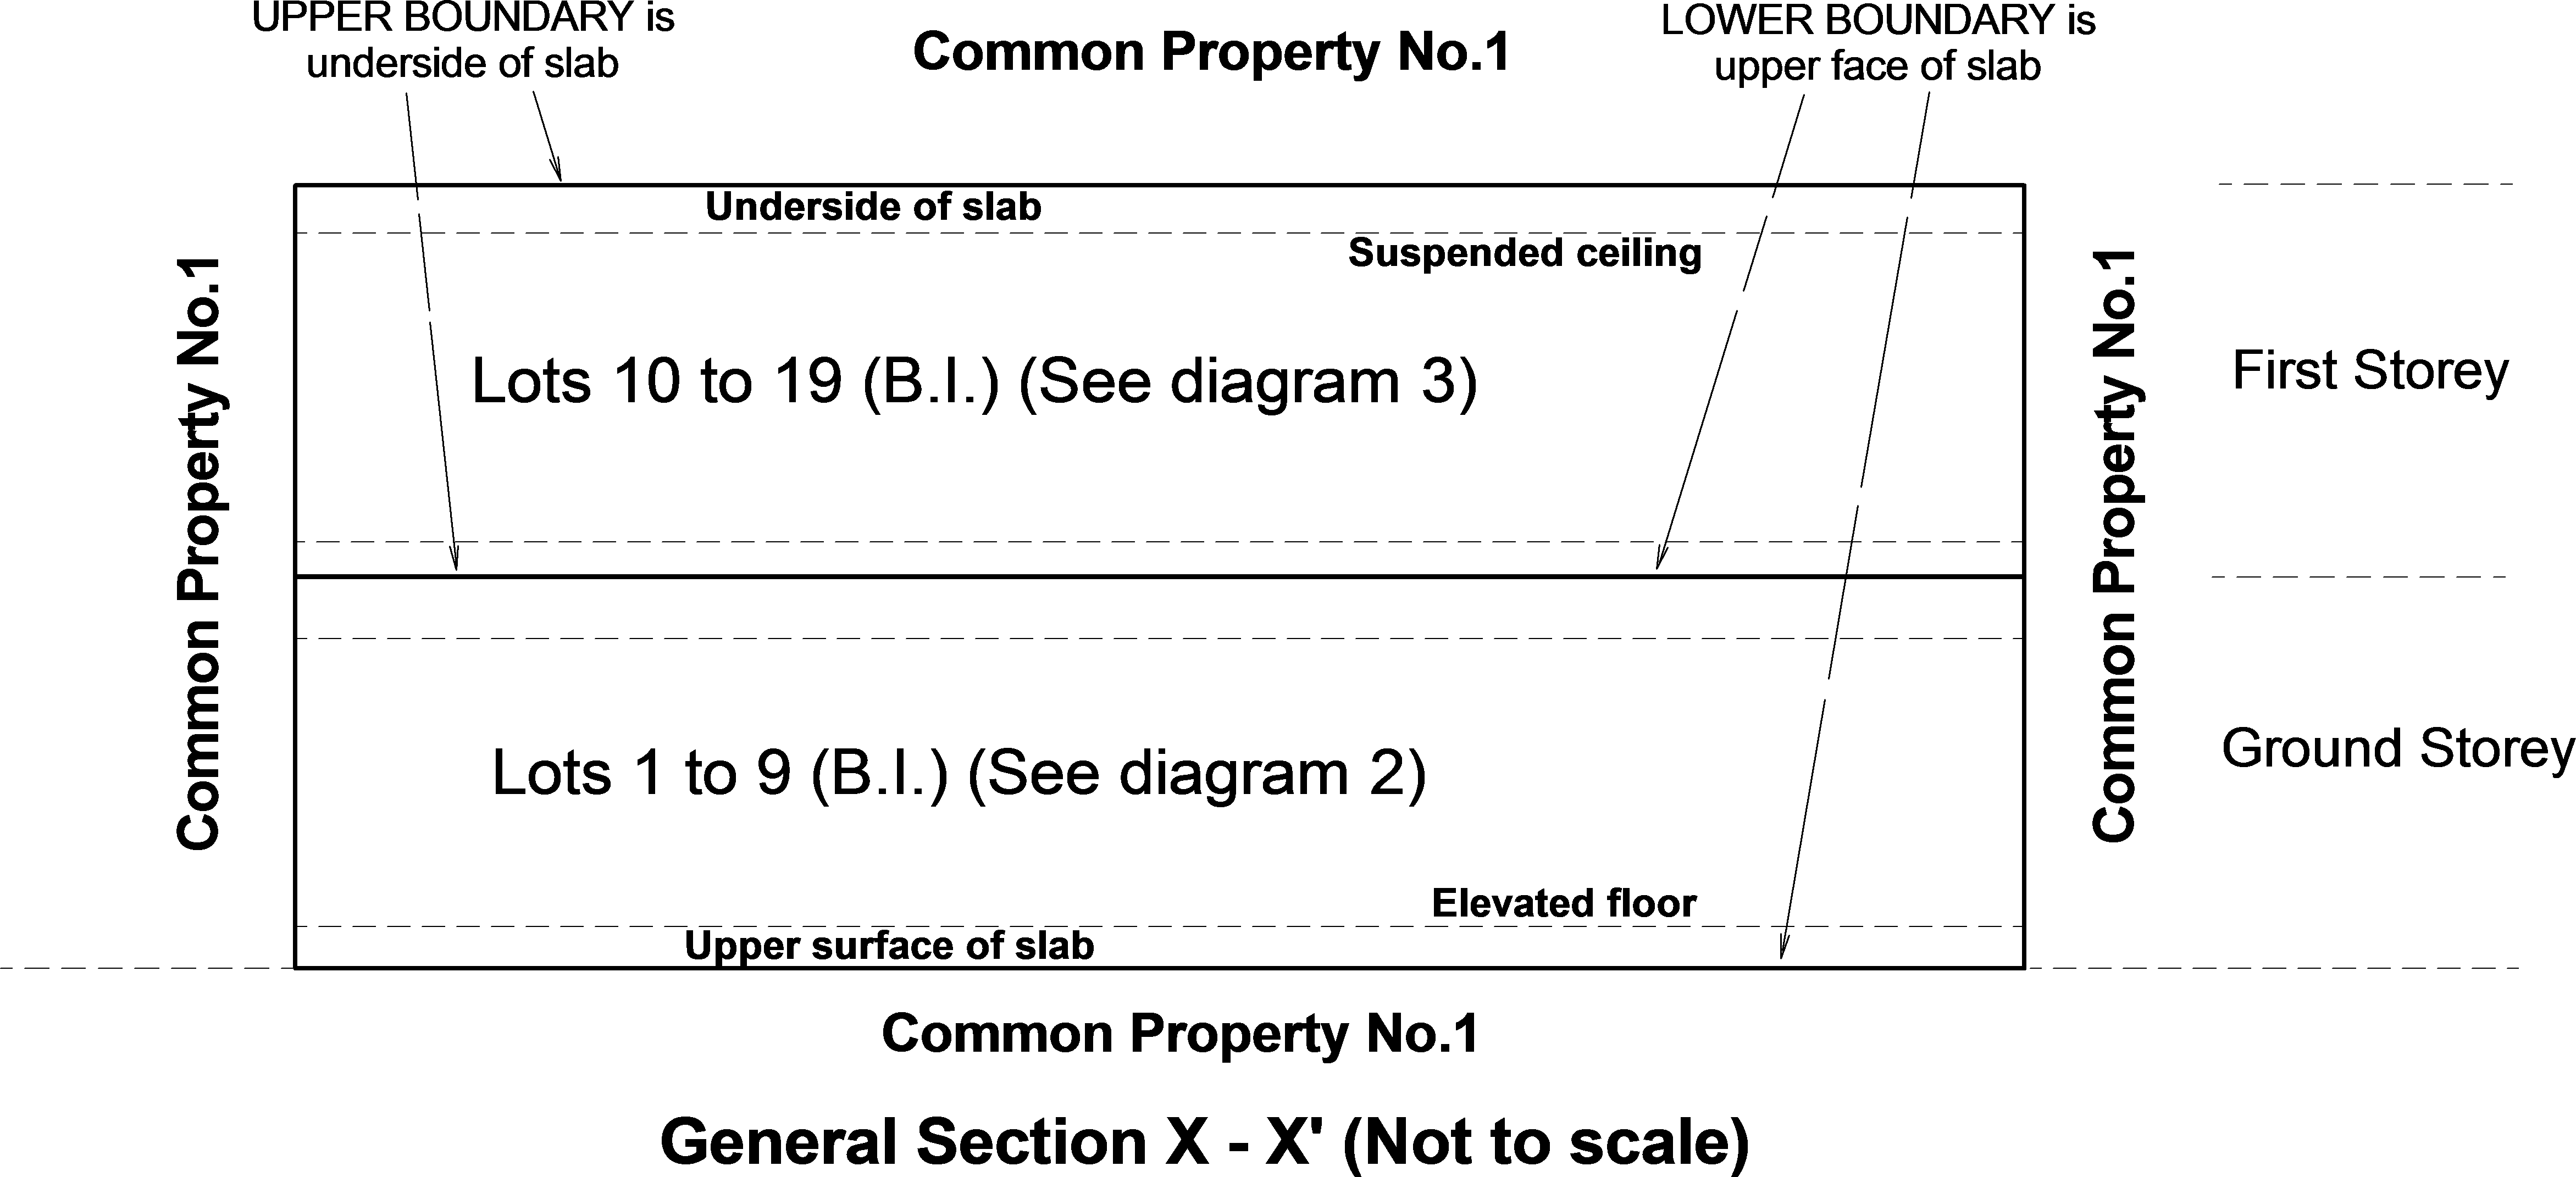 UPPER BOUNDARY is
underside of slab
Common Property No.1
LOWER BOUNDARY is
upper face of slab
Underside of slab
Suspended ceiling
Common Property No.1
Lots 10 to 19 (B.I.) (See diagram 3)
Common Property No.1
First Storey
Lots 1 to 9 (B.I.) (See diagram 2)
Ground Storey
Elevated floor
Upper surface of slab
Common Property No.1
General Section X - X' (Not to scale)